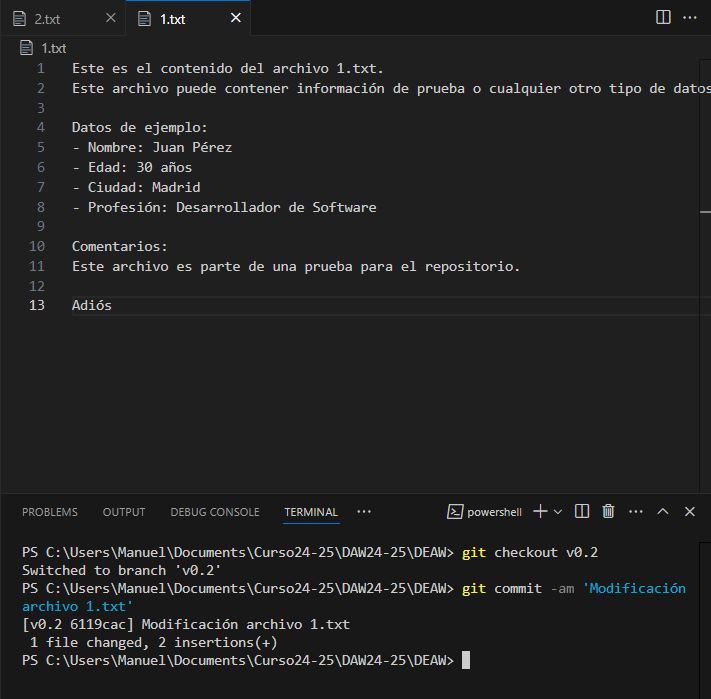 2.txt
1.txt
1.txt
1 Este es el contenido del archivo 1.txt.
2 Este archivo puede contener información de prueba o cualquier otro tipo de datos
3
4 Datos de ejemplo:
5 - Nombre: Juan Pérez
6 - Edad: 30 años
7 - Ciudad: Madrid
8 - Profesión: Desarrollador de Software
9
10 Comentarios:
11 Este archivo es parte de una prueba para el repositorio.
12
13 Adiós
PROBLEMS OUTPUT DEBUG CONSOLE TERMINAL powershell
PS C:\Users\Manuel\Documents\Curso24-25\DAW24-25\DEAW> git checkout v0.2
Switched to branch 'v0.2'
PS C:\Users\Manuel\Documents\Curso24-25\DAW24-25\DEAW> git commit -am 'Modificación
archivo 1.txt'
[v0.2 6119cac] Modificación archivo 1.txt
1 file changed, 2 insertions(+)
PS C:\Users\Manuel\Documents\Curso24-25\DAW24-25\DEAW>